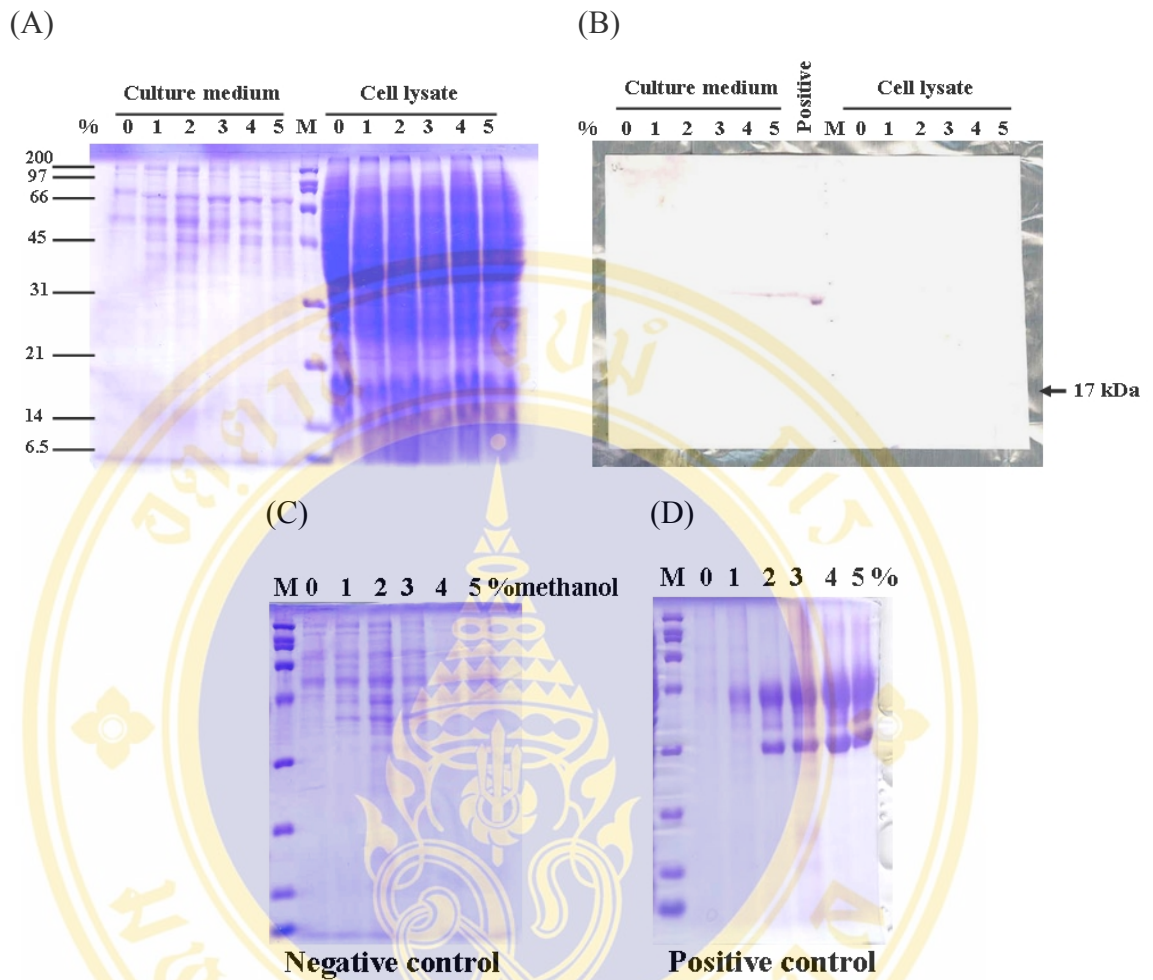 (A)
Culture medium Cell lysate
% 0 1 2 3 4 5 M 0 1 2 3 4 5
200
97
66
45
31
21
14
6.5
(B)
Culture medium Positive Cell lysate
% 0 1 2 3 4 5 M 0 1 2 3 4 5
17 kDa
(C)
M 0 1 2 3 4 5 %methanol
Negative control
(D)
M 0 1 2 3 4 5 %
Positive control